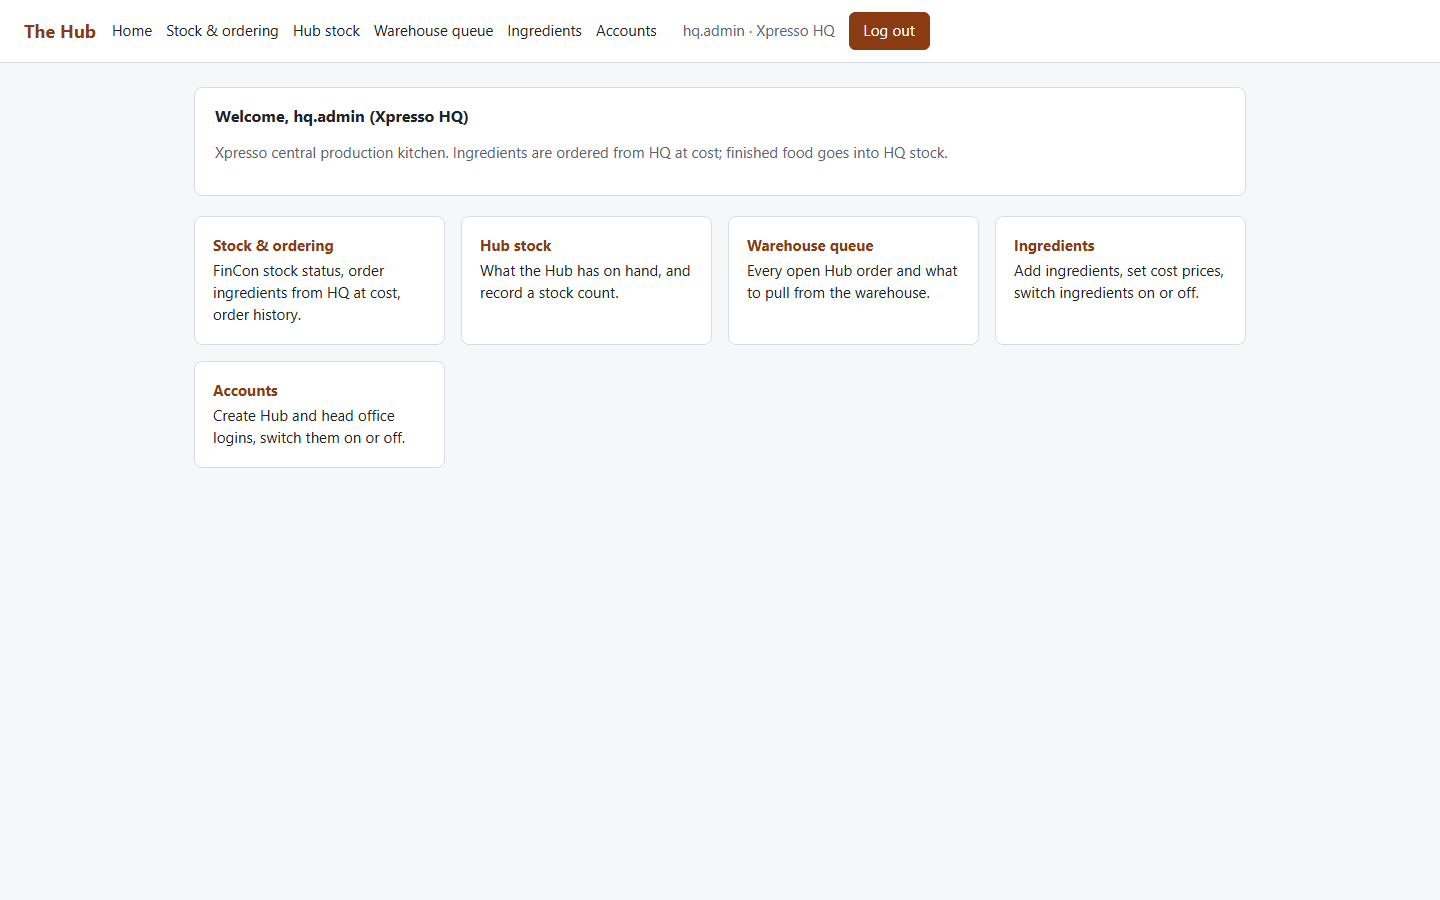 The Hub Home Stock & ordering Hub stock Warehouse queue Ingredients Accounts hq.admin · Xpresso HQ Log out
Welcome, hq.admin (Xpresso HQ)
Xpresso central production kitchen. Ingredients are ordered from HQ at cost; finished food goes into HQ stock.
Stock & ordering
FinCon stock status, order
ingredients from HQ at cost,
order history.
Hub stock
What the Hub has on hand, and
record a stock count.
Warehouse queue
Every open Hub order and what
to pull from the warehouse.
Ingredients
Add ingredients, set cost prices,
switch ingredients on or off.
Accounts
Create Hub and head office
logins, switch them on or off.